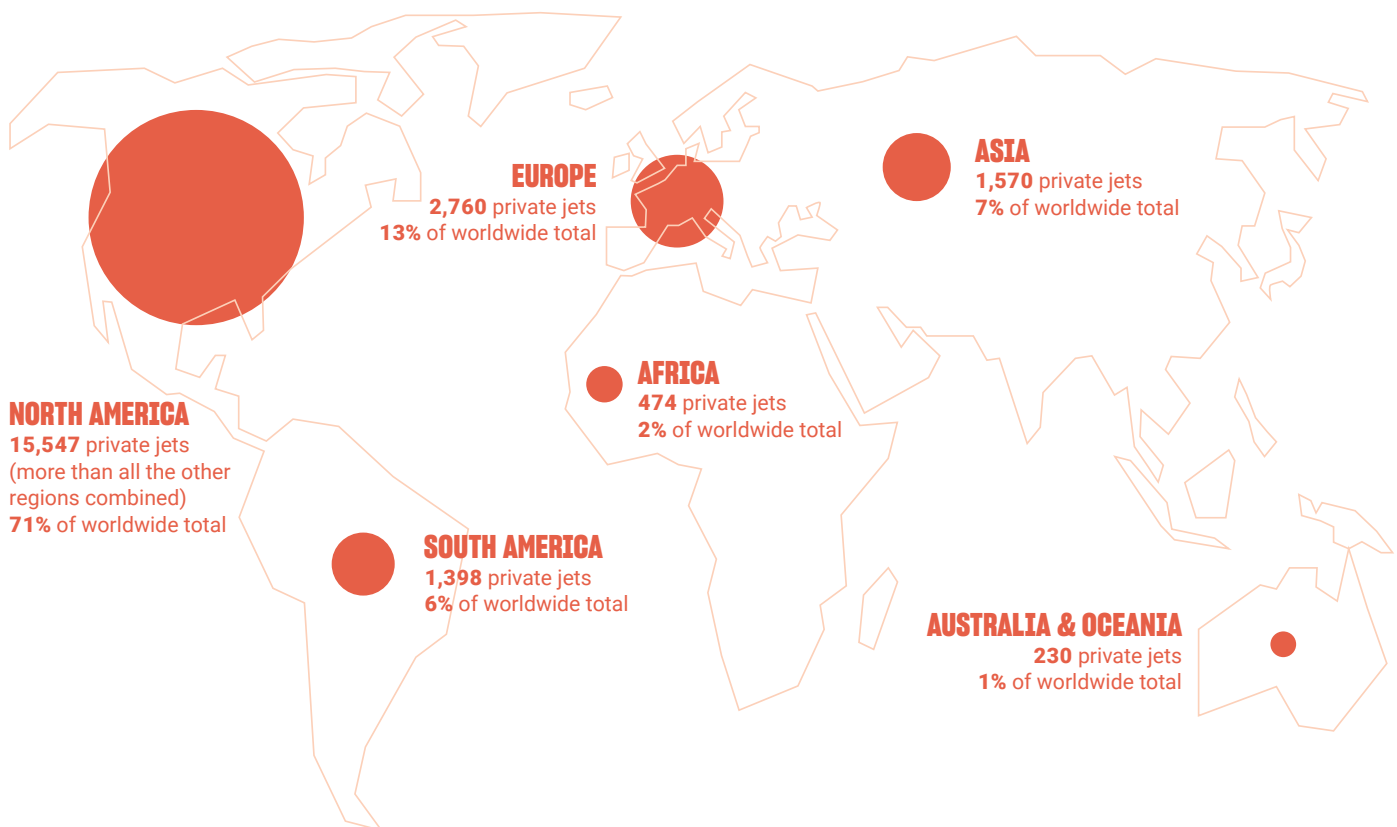 EUROPE
2,760 private jets
13% of worldwide total
ASIA
1,570 private jets
7% of worldwide total
AFRICA
474 private jets
2% of worldwide total
NORTH AMERICA
15,547 private jets
(more than all the other
regions combined)
71% of worldwide total
SOUTH AMERICA
1,398 private jets
6% of worldwide total
AUSTRALIA & OCEANIA
230 private jets
1% of worldwide total